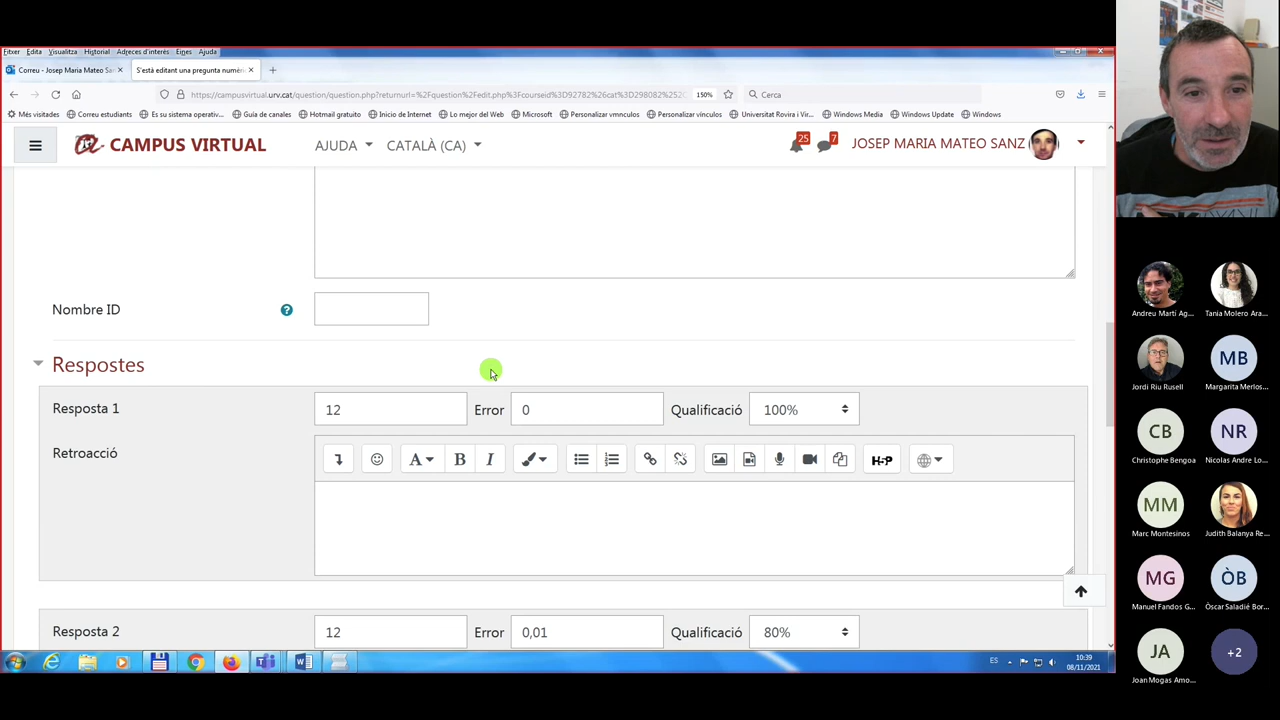 Fitxer Edita Visualitza Historial Adreces d'interès Eines Ajuda
Correu - Josep Maria Mateo Sa
S'està editant una pregunta numèri
https://campusvirtual.urv.cat/question/question.php?returnurl=%2Fquestion%2Fedit.php%3Fcourseid%3D92782%26cat%3D298082%252C
150%
Cerca
Més visitades Correu estudiants Es su sistema operativ... Guía de canales Hotmail gratuito Inicio de Internet Lo mejor del Web Microsoft Personalizar vmnculos Personalizar vínculos Universitat Rovira i Vir... Windows Media Windows Update Windows
CAMPUS VIRTUAL AJUDA CATALÀ (CA) 25 7 JOSEP MARIA MATEO SANZ
Nombre ID
Respostes
Resposta 1 12 Error 0 Qualificació 100%
Retroacció A B I H-P
Resposta 2 12 Error 0,01 Qualificació 80%
ES 10:39
08/11/2021
Andreu Martí Ag... Tania Molero Ara...
MB
Jordi Riu Rusell Margarita Merlos...
CB NR
Christophe Bengoa Nicolas Andre Lo...
MM
Marc Montesinos Judith Balanya Re...
MG ÒB
Manuel Fandos G... Òscar Saladié Bor...
JA +2
Joan Mogas Amo...